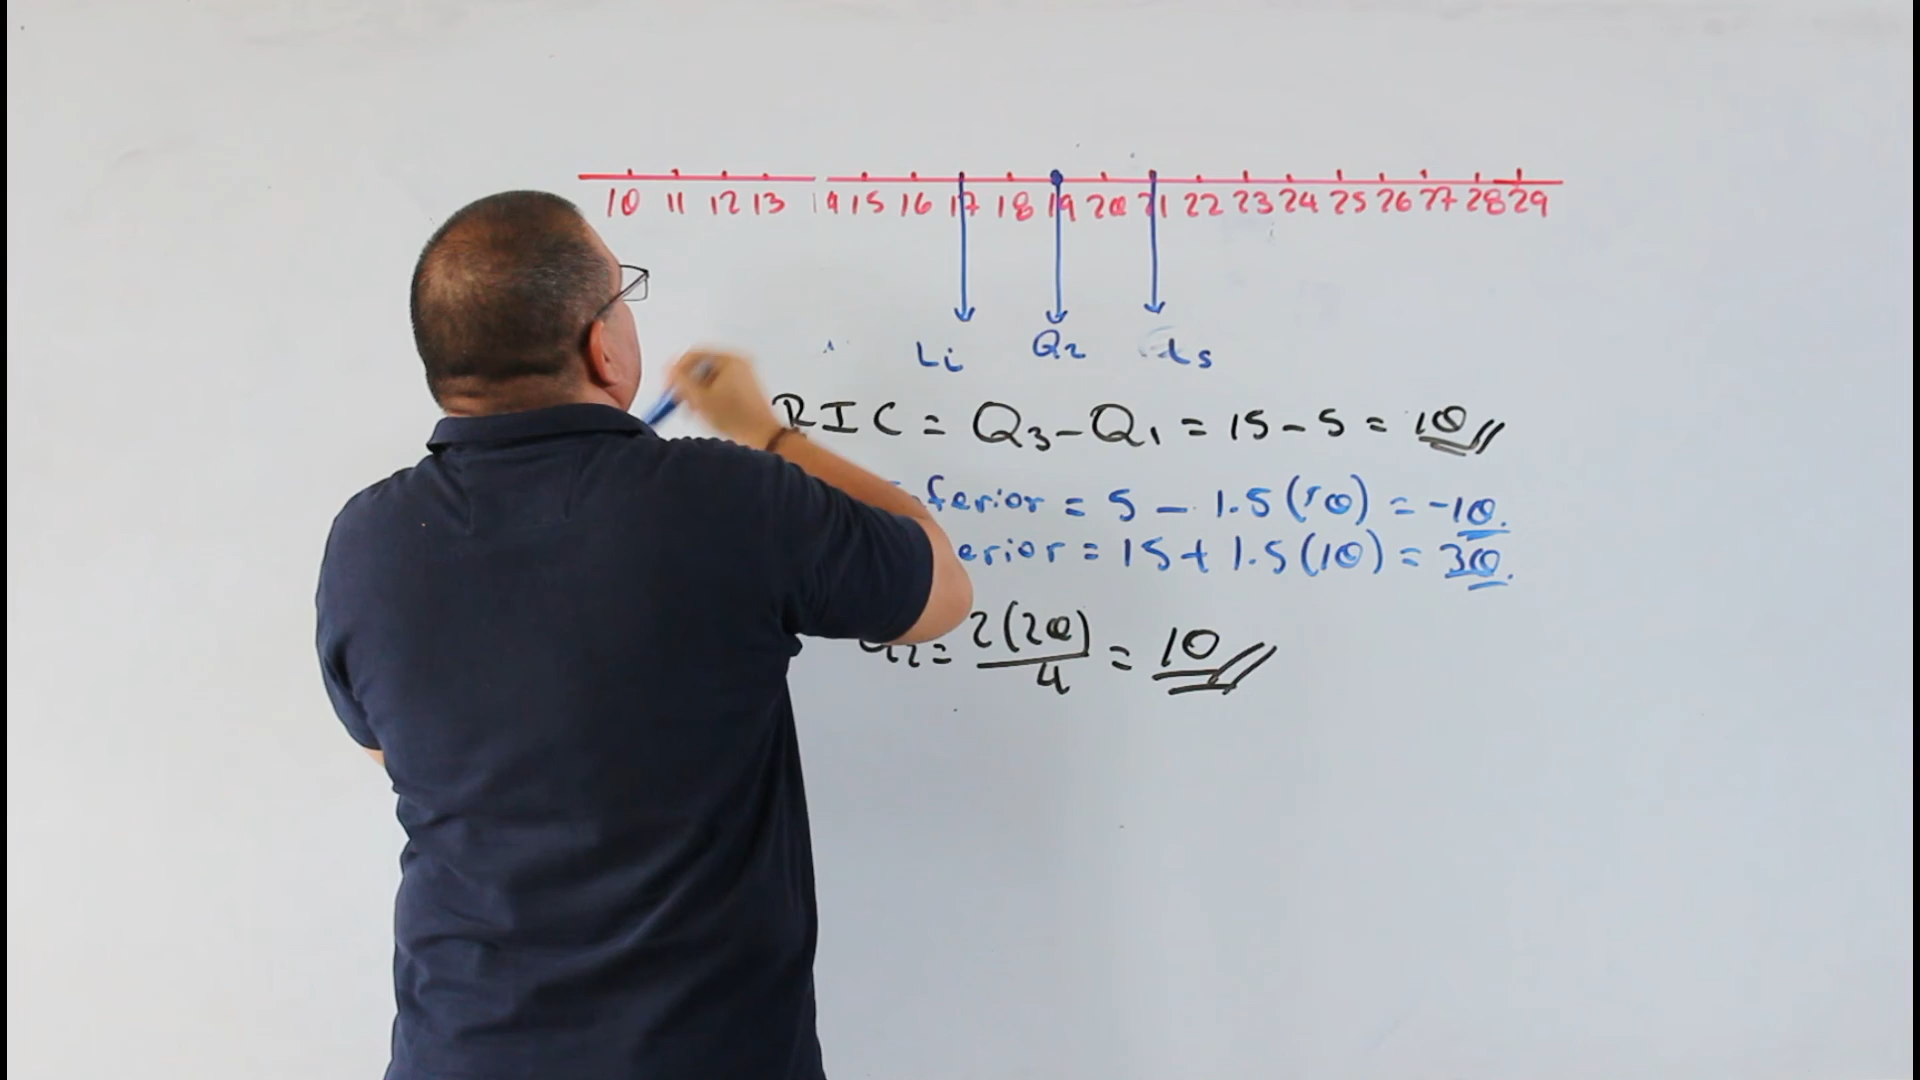 10 11 12 13 14 15 16 17 18 19 20 21 22 23 24 25 26 27 28 29
Li Q2 Ls
RIC = Q3-Q1 = 15-5 = 10
nferior = 5 - 1.5(10) = -10.
erior = 15+1.5(10) = 30.
= 2(20)/4 = 10